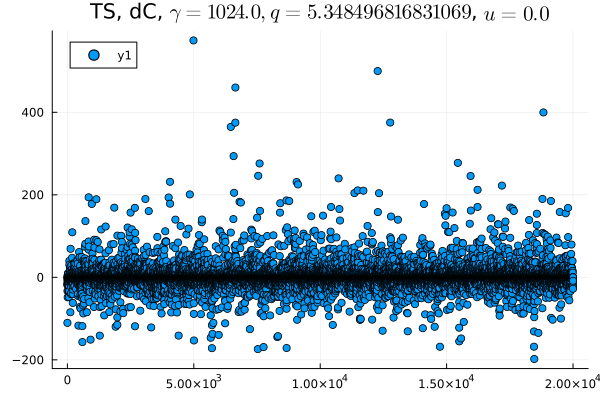 TS, dC, γ = 1024.0, q = 5.348496816831069, u = 0.0
y1
400
200
0
−200
0 5.00×10³ 1.00×10⁴ 1.50×10⁴ 2.00×10⁴